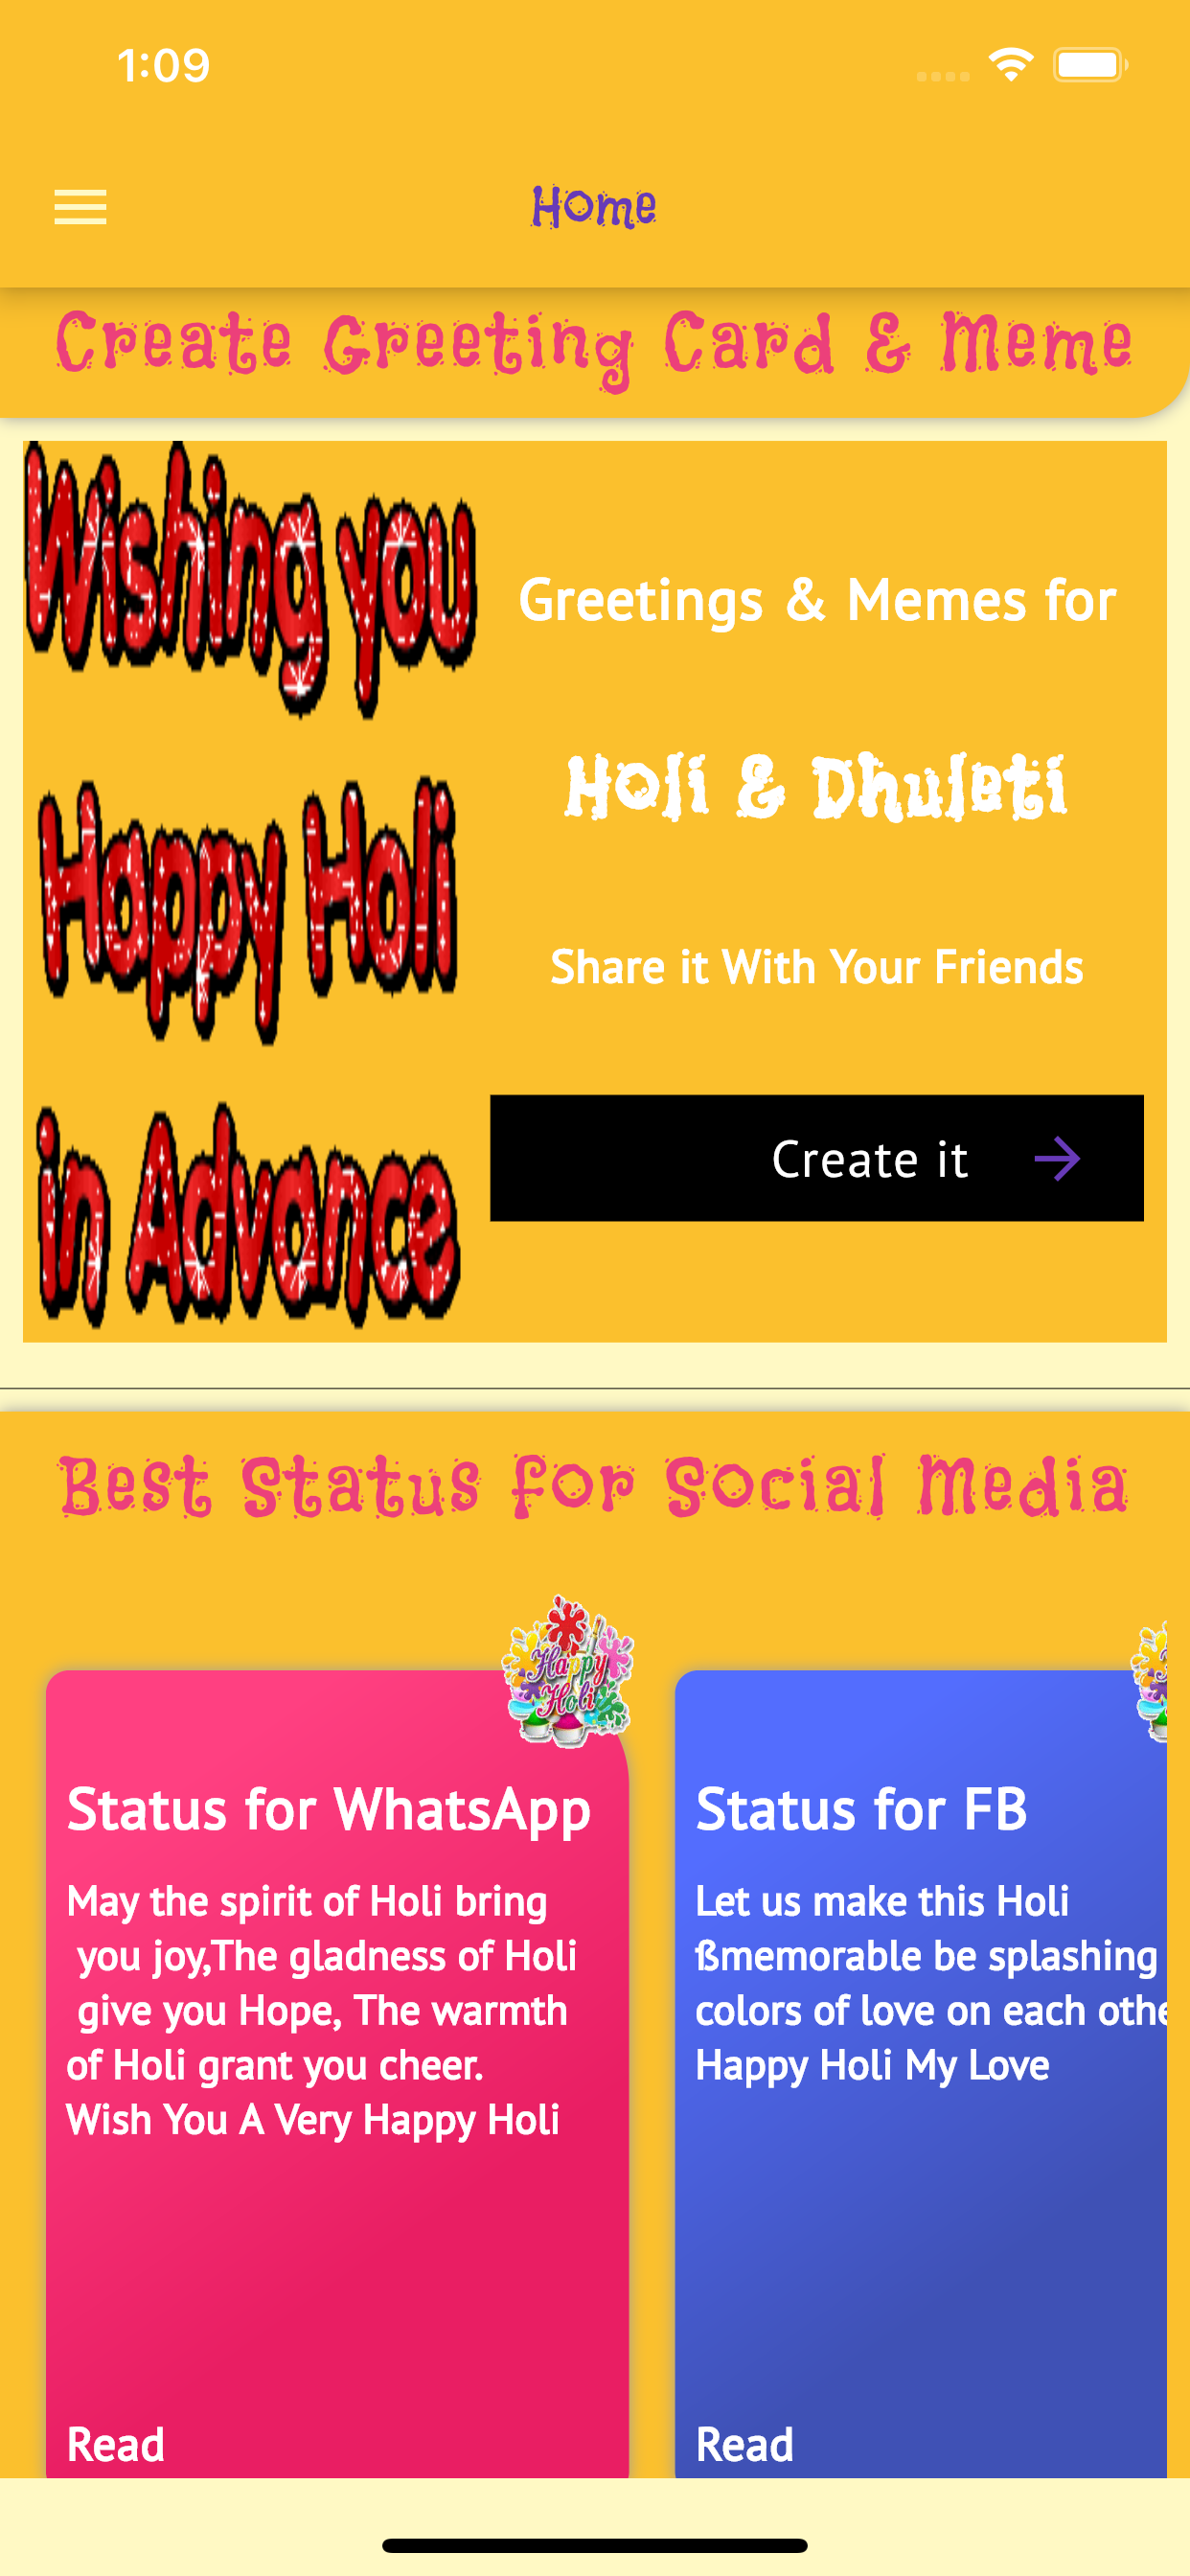 1:09
Home
Create Greeting Card & Meme
Wishing you
Happy Holi
in Advance
Greetings & Memes for
Holi & Dhuleti
Share it With Your Friends
Create it
Best Status for Social Media
Happy
Holi
Status for WhatsApp
May the spirit of Holi bring
you joy,The gladness of Holi
give you Hope, The warmth
of Holi grant you cheer.
Wish You A Very Happy Holi
Read
Status for FB
Let us make this Holi
ßmemorable be splashing
colors of love on each othe
Happy Holi My Love
Read